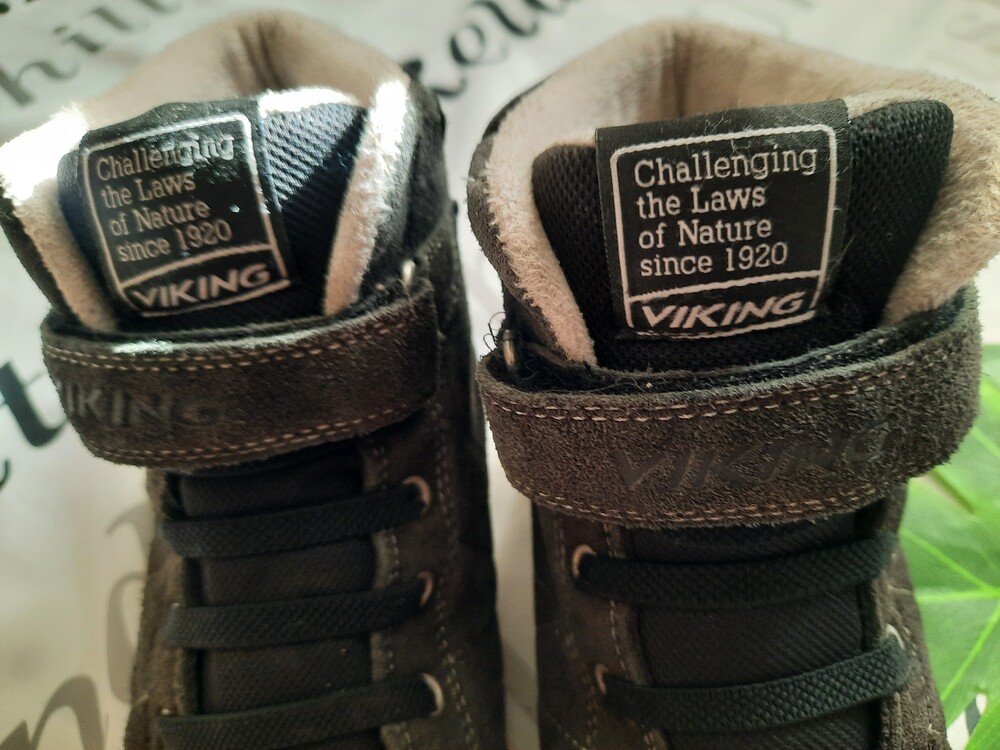 Challenging
the Laws
of Nature
since 1920
VIKING
VIKING
Challenging
the Laws
of Nature
since 1920
VIKING
VIKING